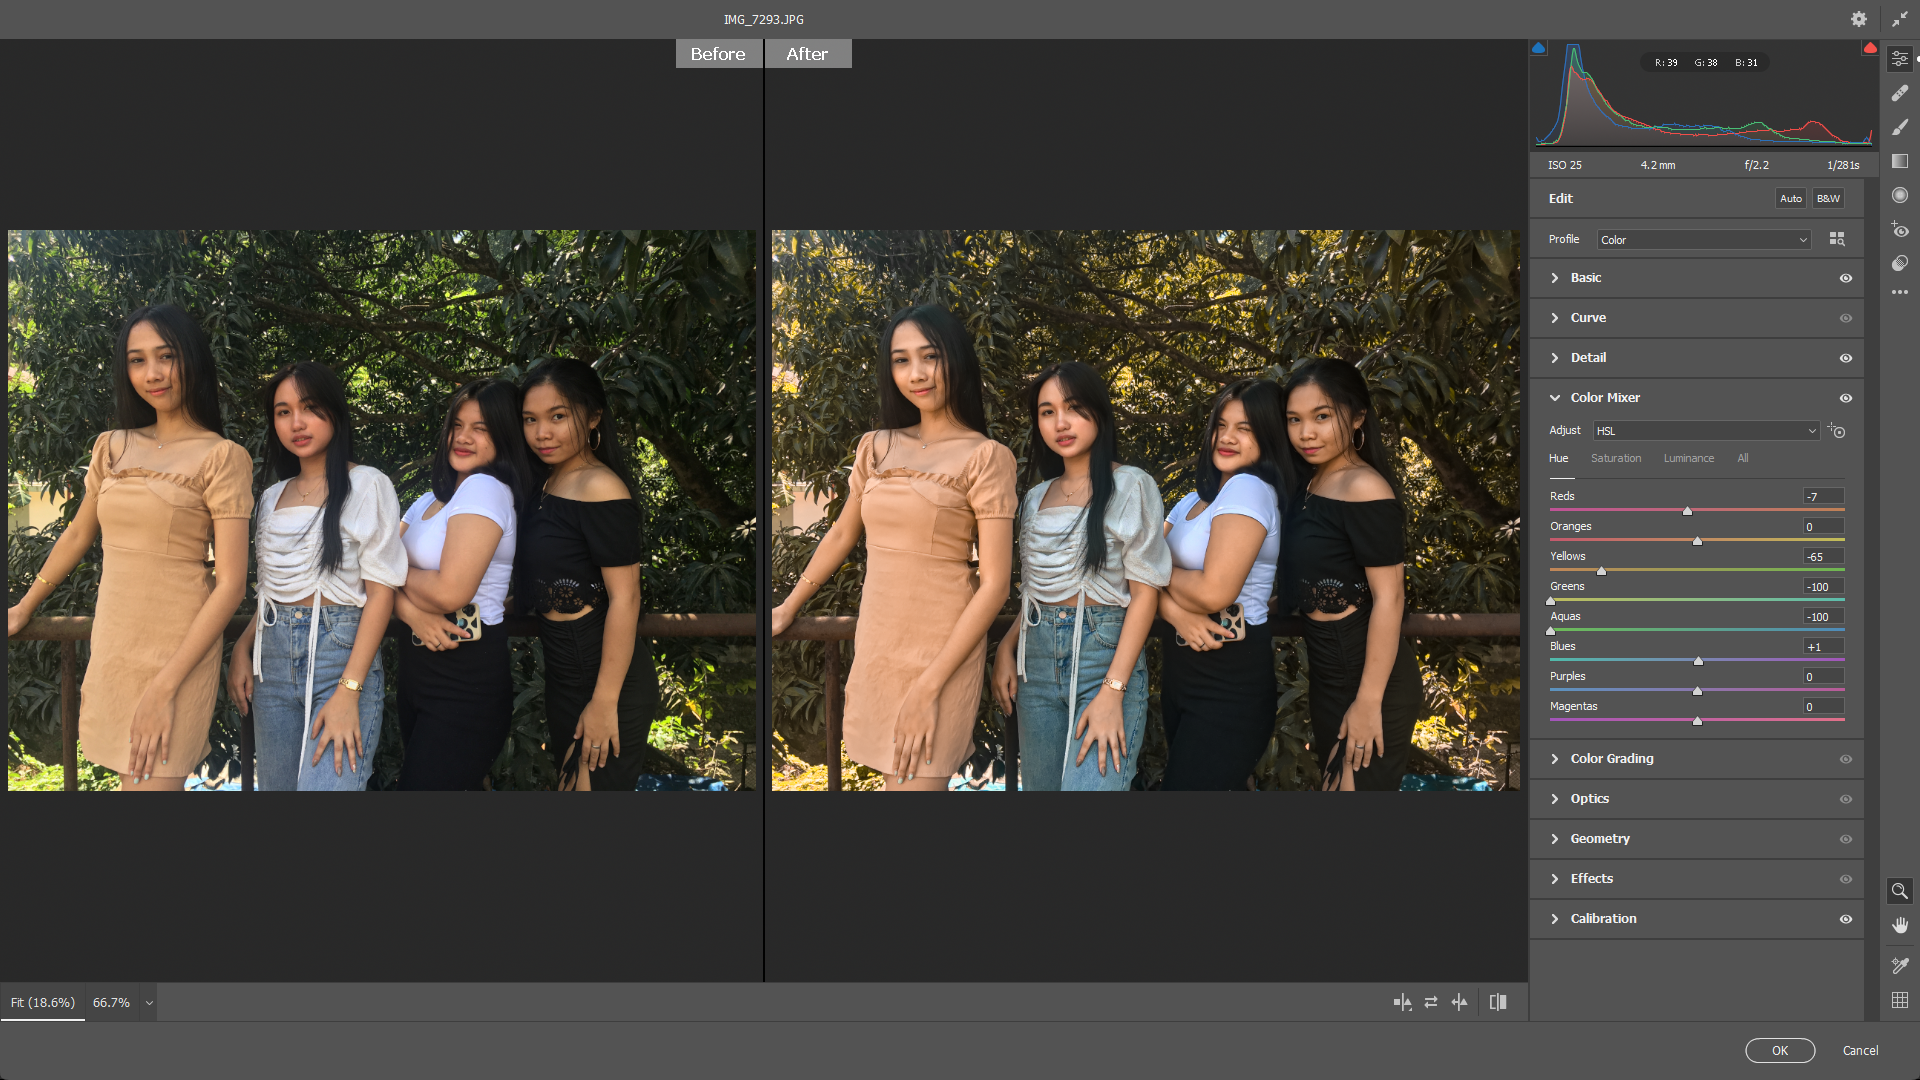 IMG_7293.JPG
Before
After
R: 39 G: 38 B: 31
ISO 25 4.2 mm f/2.2 1/281s
Edit Auto B&W
Profile Color
Basic
Curve
Detail
Color Mixer
Adjust HSL
Hue Saturation Luminance All
Reds -7
Oranges 0
Yellows -65
Greens -100
Aquas -100
Blues +1
Purples 0
Magentas 0
Color Grading
Optics
Geometry
Effects
Calibration
Fit (18.6%) 66.7%
OK Cancel